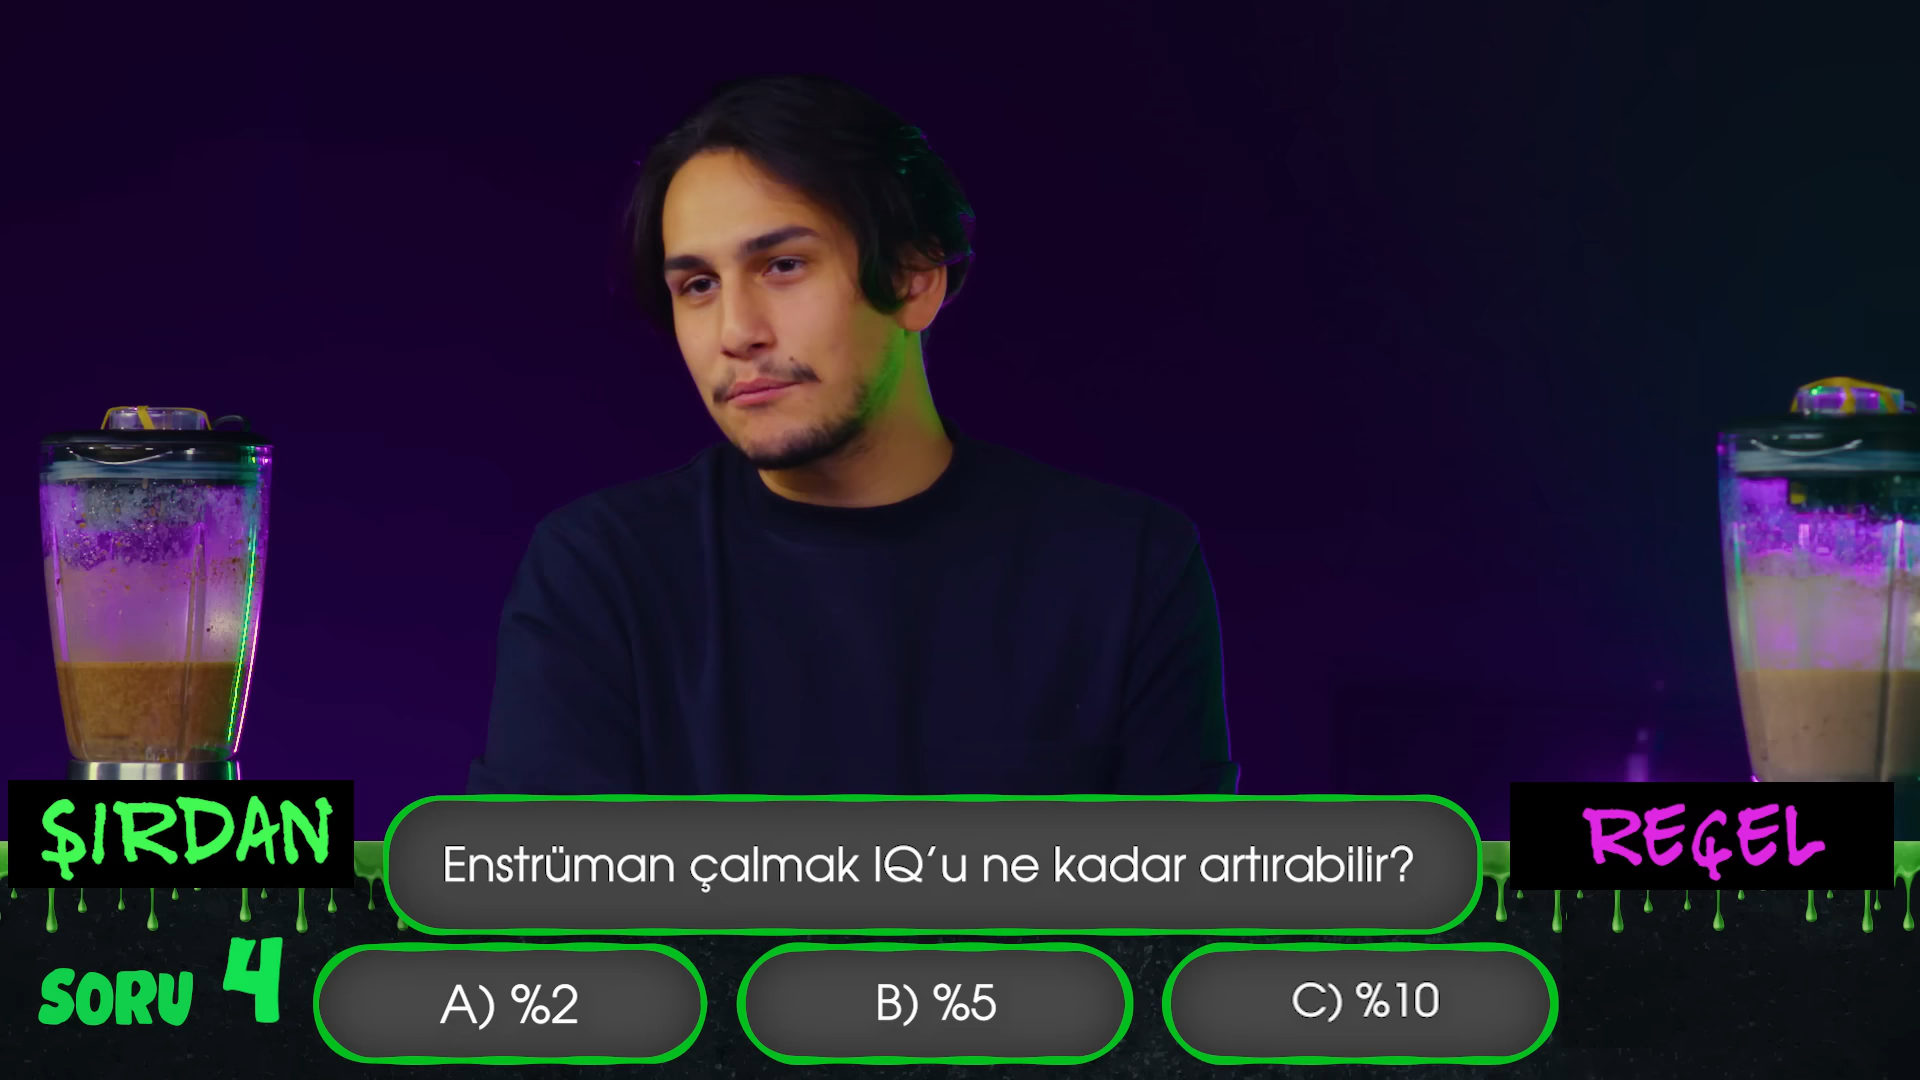 ŞIRDAN
REÇEL
Enstrüman çalmak IQ'u ne kadar artırabilir?
SORU 4
A) %2
B) %5
C) %10